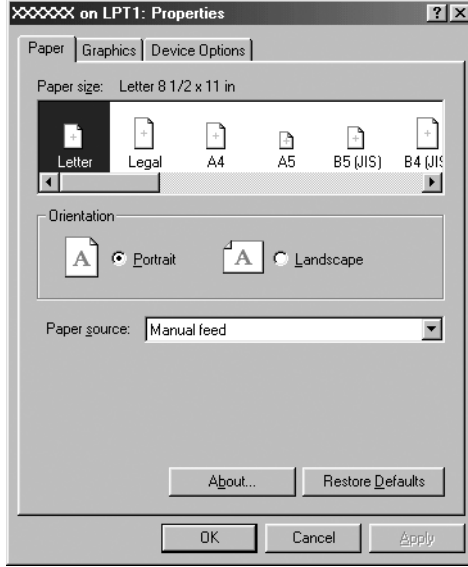 XXXXXX on LPT1: Properties
Paper Graphics Device Options
Paper size: Letter 8 1/2 x 11 in
Letter Legal A4 A5 B5 (JIS) B4 (JIS
Orientation
A Portrait A Landscape
Paper source: Manual feed
About... Restore Defaults
OK Cancel Apply